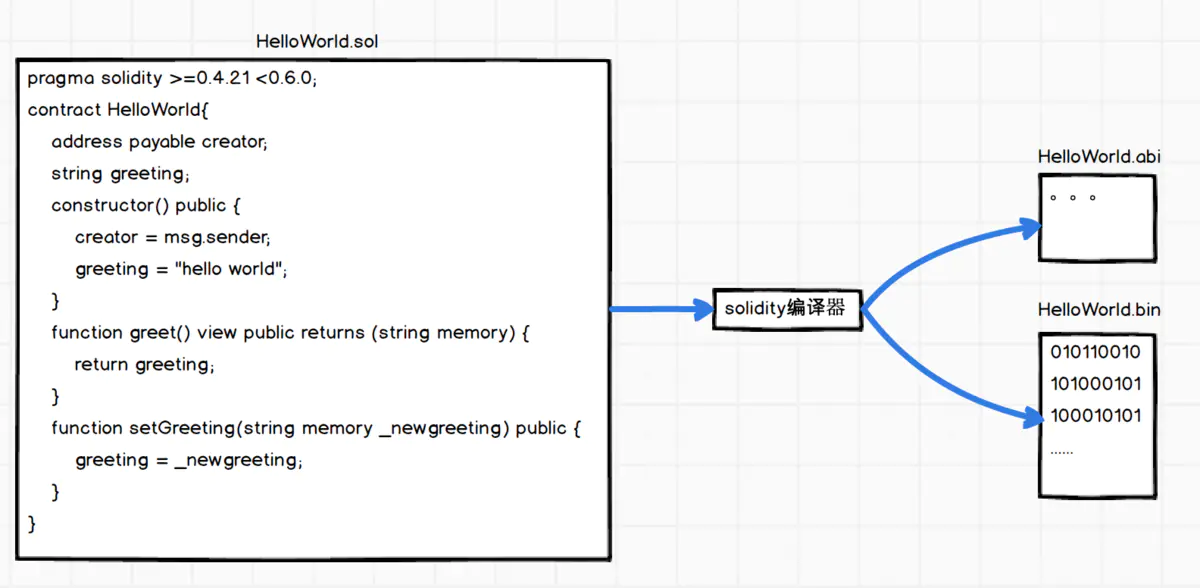 HelloWorld.sol
pragma solidity >=0.4.21 <0.6.0;
contract HelloWorld{
address payable creator;
string greeting;
constructor() public {
creator = msg.sender;
greeting = "hello world";
}
function greet() view public returns (string memory) {
return greeting;
}
function setGreeting(string memory _newgreeting) public {
greeting = _newgreeting;
}
}
solidity编译器
HelloWorld.abi
。。。
HelloWorld.bin
010110010
101000101
100010101
......